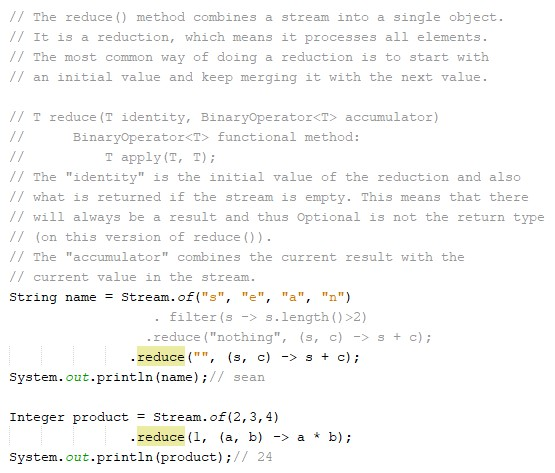 // The reduce() method combines a stream into a single object.
// It is a reduction, which means it processes all elements.
// The most common way of doing a reduction is to start with
// an initial value and keep merging it with the next value.

// T reduce(T identity, BinaryOperator<T> accumulator)
//      BinaryOperator<T> functional method:
//          T apply(T, T);
// The "identity" is the initial value of the reduction and also
// what is returned if the stream is empty. This means that there
// will always be a result and thus Optional is not the return type
// (on this version of reduce()).
// The "accumulator" combines the current result with the
// current value in the stream.
String name = Stream.of("s", "e", "a", "n")
                  . filter(s -> s.length()>2)
                 .reduce("nothing", (s, c) -> s + c);
               .reduce("", (s, c) -> s + c);
System.out.println(name);// sean

Integer product = Stream.of(2,3,4)
               .reduce(1, (a, b) -> a * b);
System.out.println(product);// 24